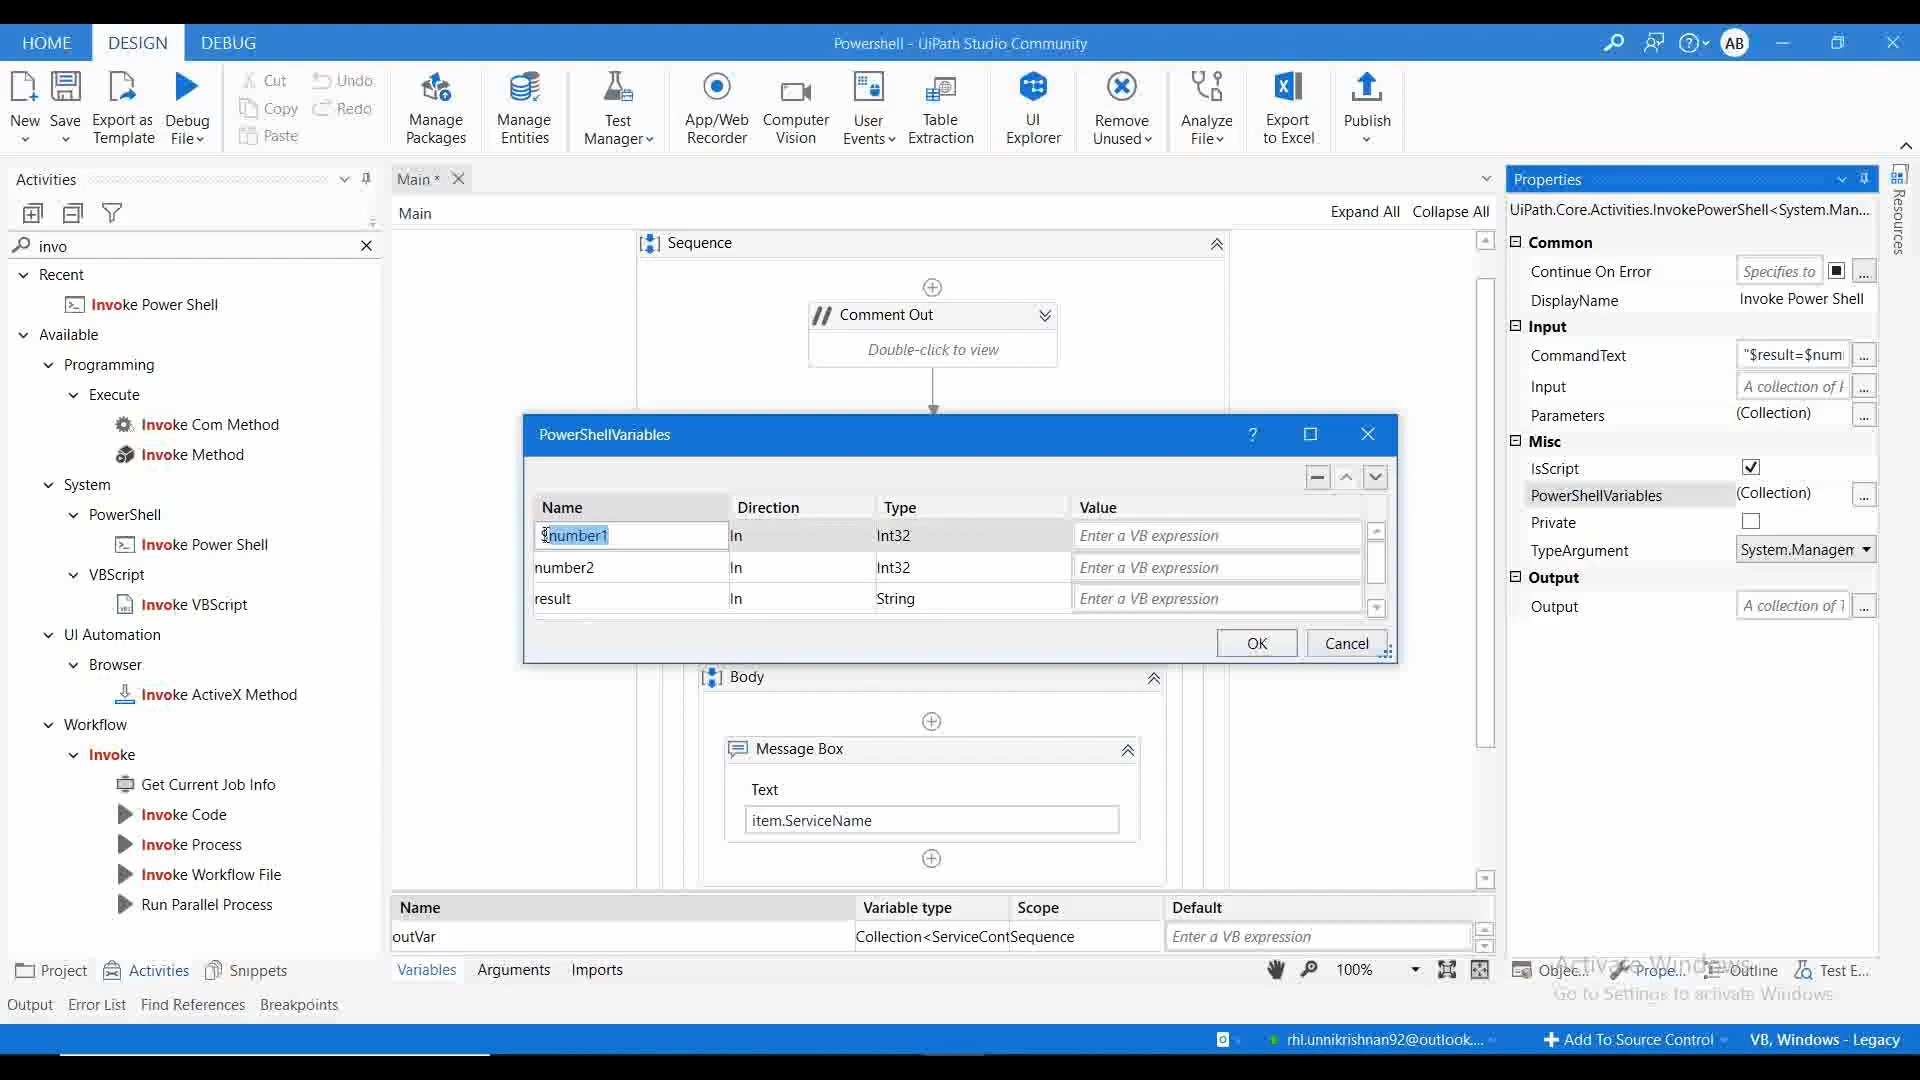 HOME DESIGN DEBUG
Powershell - UiPath Studio Community
AB
New
Save
Export as Template
Debug File
Cut
Copy
Paste
Undo
Redo
Manage Packages
Manage Entities
Test Manager
App/Web Recorder
Computer Vision
User Events
Table Extraction
UI Explorer
Remove Unused
Analyze File
Export to Excel
Publish
Activities
invo
Recent
Invoke Power Shell
Available
Programming
Execute
Invoke Com Method
Invoke Method
System
PowerShell
Invoke Power Shell
VBScript
Invoke VBScript
UI Automation
Browser
Invoke ActiveX Method
Workflow
Invoke
Get Current Job Info
Invoke Code
Invoke Process
Invoke Workflow File
Run Parallel Process
Project Activities Snippets
Main *
Main
Expand All Collapse All
Sequence
// Comment Out
Double-click to view
PowerShellVariables
?
Name Direction Type Value
number1 In Int32 Enter a VB expression
number2 In Int32 Enter a VB expression
result In String Enter a VB expression
OK Cancel
Body
Message Box
Text
item.ServiceName
Name Variable type Scope Default
outVar Collection<ServiceCont Sequence Enter a VB expression
Variables Arguments Imports
100%
Properties
UiPath.Core.Activities.InvokePowerShell<System.Man...
Common
Continue On Error Specifies to ...
DisplayName Invoke Power Shell
Input
CommandText "$result=$num ...
Input A collection of ...
Parameters (Collection) ...
Misc
IsScript
PowerShellVariables (Collection) ...
Private
TypeArgument System.Managem
Output
Output A collection of ...
Resources
Objec... Prope... Outline Test E...
Activate Windows
Go to Settings to activate Windows.
Output Error List Find References Breakpoints
rhl.unnikrishnan92@outlook....
Add To Source Control
VB, Windows - Legacy